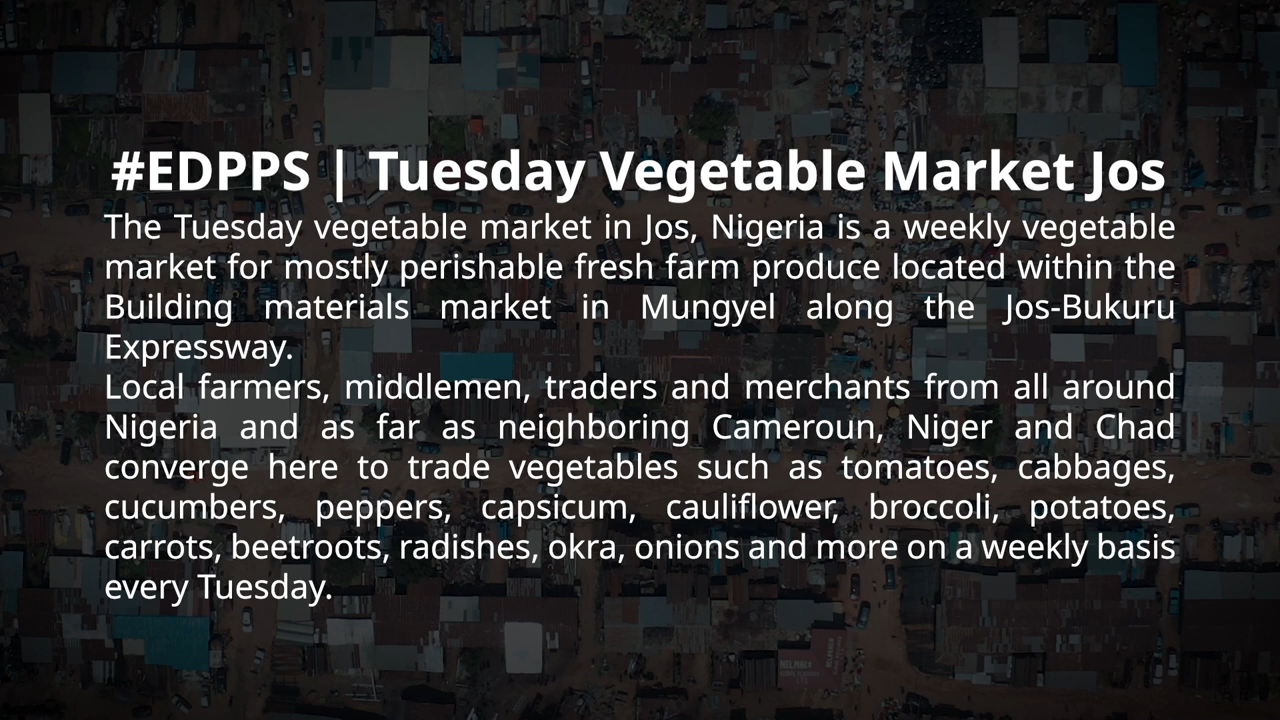 #EDPPS | Tuesday Vegetable Market Jos
The Tuesday vegetable market in Jos, Nigeria is a weekly vegetable
market for mostly perishable fresh farm produce located within the
Building materials market in Mungyel along the Jos-Bukuru
Expressway.
Local farmers, middlemen, traders and merchants from all around
Nigeria and as far as neighboring Cameroun, Niger and Chad
converge here to trade vegetables such as tomatoes, cabbages,
cucumbers, peppers, capsicum, cauliflower, broccoli, potatoes,
carrots, beetroots, radishes, okra, onions and more on a weekly basis
every Tuesday.